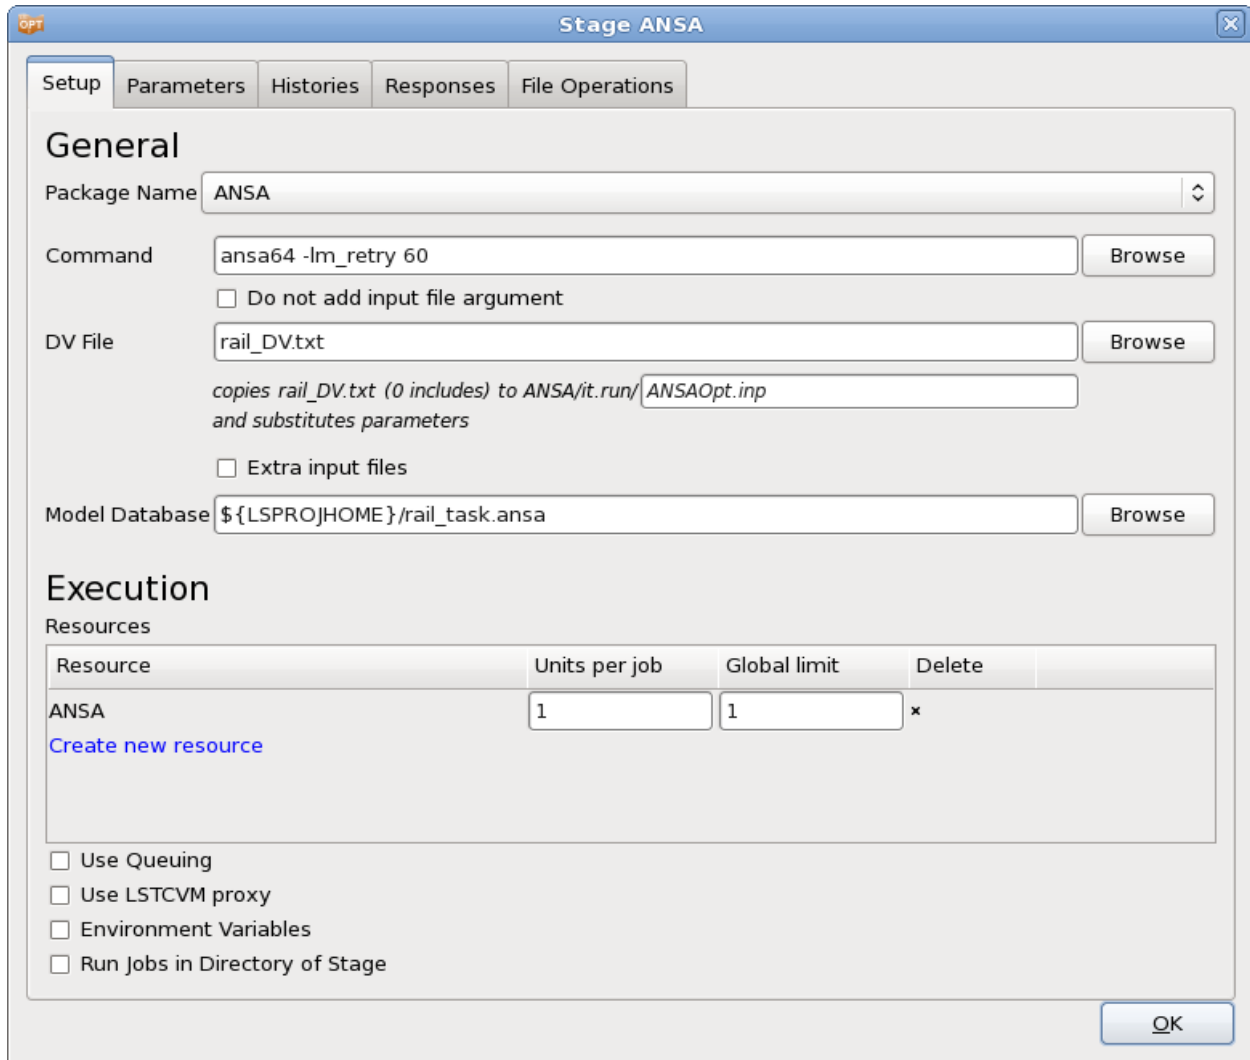 OPT Stage ANSA
Setup Parameters Histories Responses File Operations
General
Package Name ANSA
Command ansa64 -lm_retry 60 Browse
Do not add input file argument
DV File rail_DV.txt Browse
copies rail_DV.txt (0 includes) to ANSA/it.run/ ANSAOpt.inp
and substitutes parameters
Extra input files
Model Database ${LSPROJHOME}/rail_task.ansa Browse
Execution
Resources
Resource Units per job Global limit Delete
ANSA 1 1 ×
Create new resource
Use Queuing
Use LSTCVM proxy
Environment Variables
Run Jobs in Directory of Stage
OK